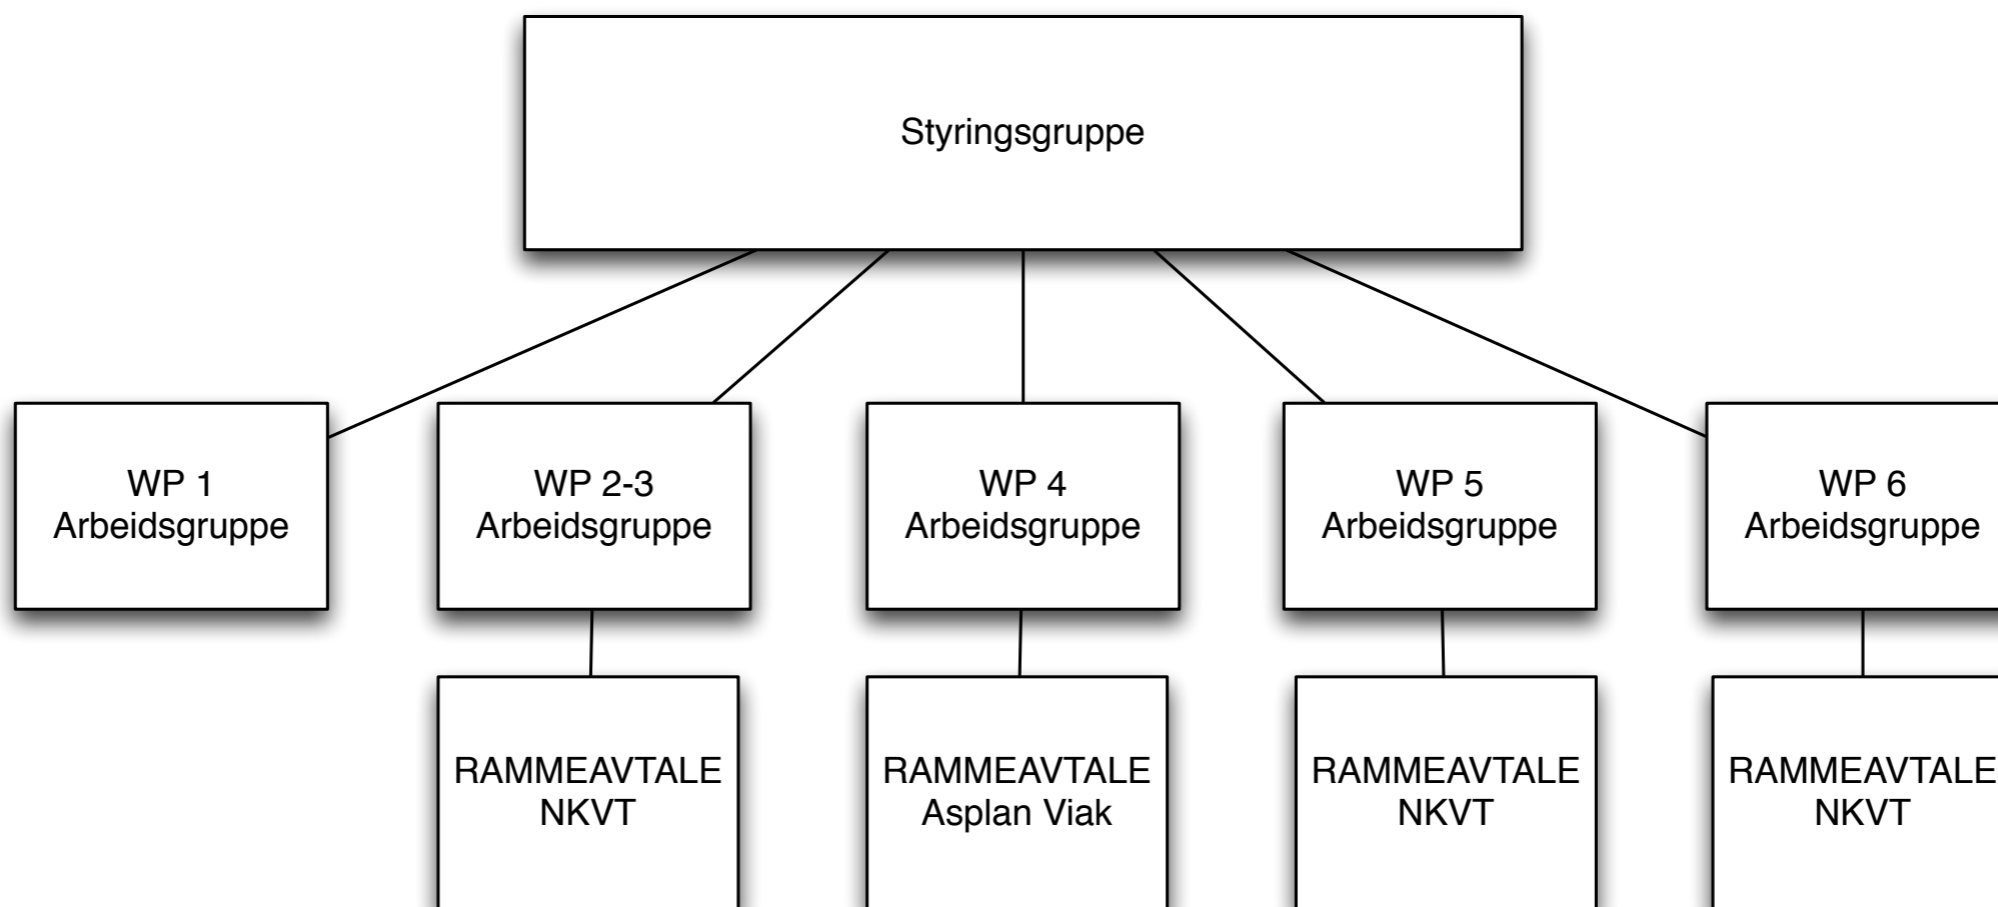 Styringsgruppe
WP 1
Arbeidsgruppe
WP 2-3
Arbeidsgruppe
WP 4
Arbeidsgruppe
WP 5
Arbeidsgruppe
WP 6
Arbeidsgruppe
RAMMEAVTALE
NKVT
RAMMEAVTALE
Asplan Viak
RAMMEAVTALE
NKVT
RAMMEAVTALE
NKVT